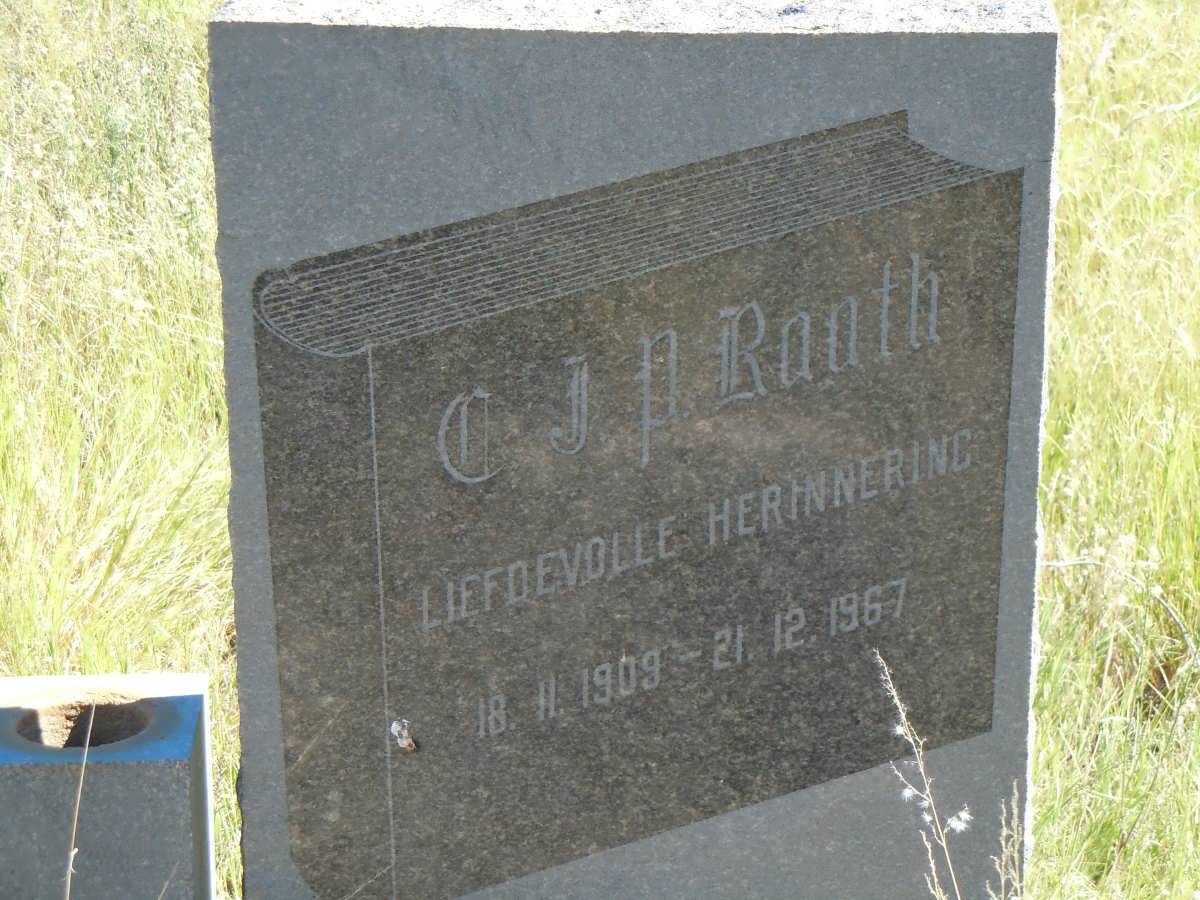 C. J. P. Raath
LIEFDEVOLLE HERINNERING
18. 11. 1909 – 21. 12. 1967